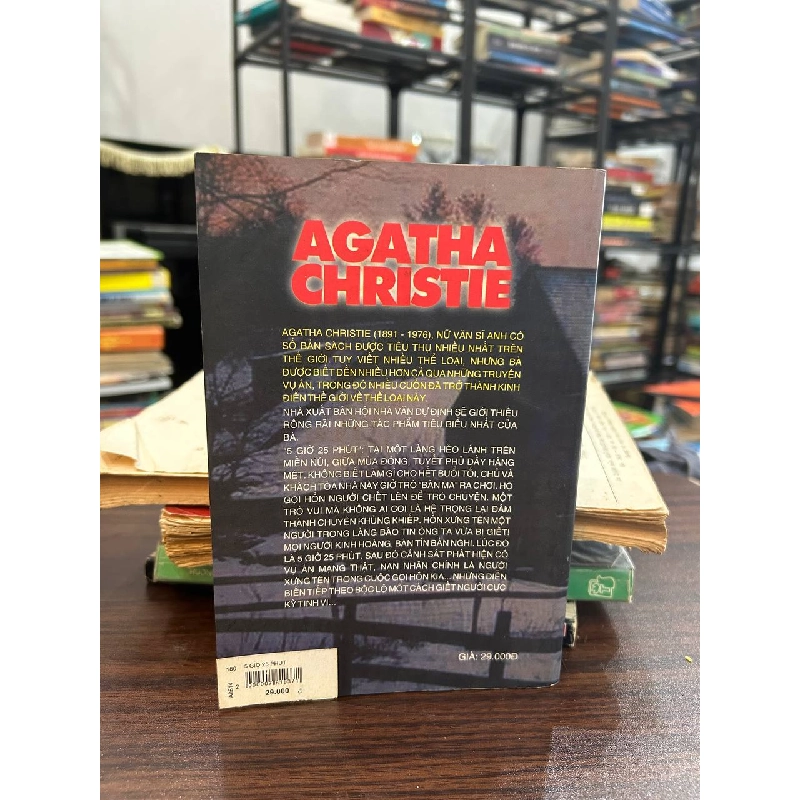 AGATHA
CHRISTIE
AGATHA CHRISTIE (1891 - 1976), NỮ VĂN SĨ ANH CÓ
SỐ BẢN SÁCH ĐƯỢC TIÊU THỤ NHIỀU NHẤT TRÊN
THẾ GIỚI. TUY VIẾT NHIỀU THỂ LOẠI, NHƯNG BÀ
ĐƯỢC BIẾT ĐẾN NHIỀU HƠN CẢ QUA NHỮNG TRUYỆN
VỤ ÁN, TRONG ĐÓ NHIỀU CUỐN ĐÃ TRỞ THÀNH KINH
ĐIỂN THẾ GIỚI VỀ THỂ LOẠI NÀY.
NHÀ XUẤT BẢN HỘI NHÀ VĂN DỰ ĐỊNH SẼ GIỚI THIỆU
RỘNG RÃI NHỮNG TÁC PHẨM TIÊU BIỂU NHẤT CỦA
BÀ.
"5 GIỜ 25 PHÚT": TẠI MỘT LÀNG HẺO LÁNH TRÊN
MIỀN NÚI, GIỮA MÙA ĐÔNG, TUYẾT PHỦ DÀY HÀNG
MÉT. KHÔNG BIẾT LÀM GÌ CHO HẾT BUỔI TỐI, CHỦ VÀ
KHÁCH TÒA NHÀ NAY GIỞ TRÒ "BÀN MA" RA CHƠI. HỌ
GỌI HỒN NGƯỜI CHẾT LÊN ĐỂ TRÒ CHUYỆN. MỘT
TRÒ VUI MÀ KHÔNG AI COI LÀ HỆ TRỌNG LẠI ĐÂM
THÀNH CHUYỆN KHỦNG KHIẾP. HỒN XƯNG TÊN MỘT
NGƯỜI TRONG LÀNG BÁO TIN ÔNG TA VỪA BỊ GIẾT!
MỌI NGƯỜI KINH HOÀNG, BÁN TÍN BÁN NGHI. LÚC ĐÓ
LÀ 5 GIỜ 25 PHÚT. SAU ĐÓ CẢNH SÁT PHÁT HIỆN CÓ
VỤ ÁN MẠNG THẬT, NẠN NHÂN CHÍNH LÀ NGƯỜI
XƯNG TÊN TRONG CUỘC GỌI HỒN KIA... NHỮNG DIỄN
BIẾN TIẾP THEO BỘC LỘ MỘT CÁCH GIẾT NGƯỜI CỰC
KỲ TINH VI...
GIÁ: 29.000Đ
5 GIỜ 25 PHÚT
29.000